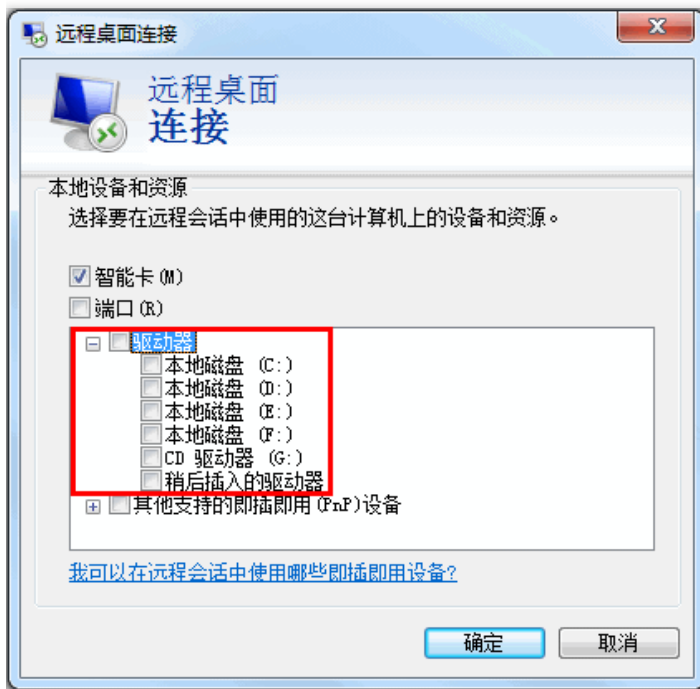 远程桌面连接
远程桌面
连接
本地设备和资源
选择要在远程会话中使用的这台计算机上的设备和资源。
智能卡(M)
端口(R)
驱动器
本地磁盘 (C:)
本地磁盘 (D:)
本地磁盘 (E:)
本地磁盘 (F:)
CD 驱动器 (G:)
稍后插入的驱动器
其他支持的即插即用(PnP)设备
我可以在远程会话中使用哪些即插即用设备?
确定
取消